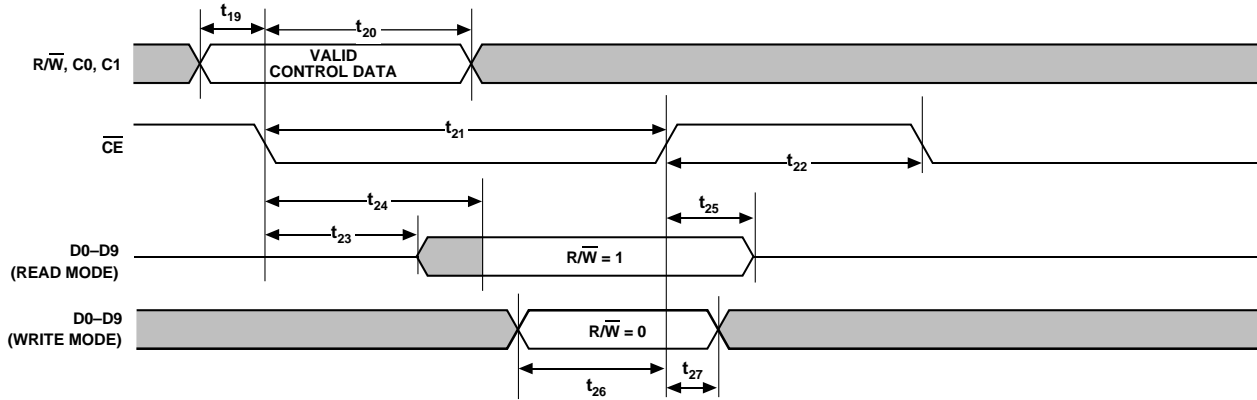 t19
t20
R/W̅, C0, C1
VALID
CONTROL DATA
t21
C̅E̅
t22
t24
t25
t23
D0–D9
(READ MODE)
R/W̅ = 1
D0–D9
(WRITE MODE)
R/W̅ = 0
t26
t27